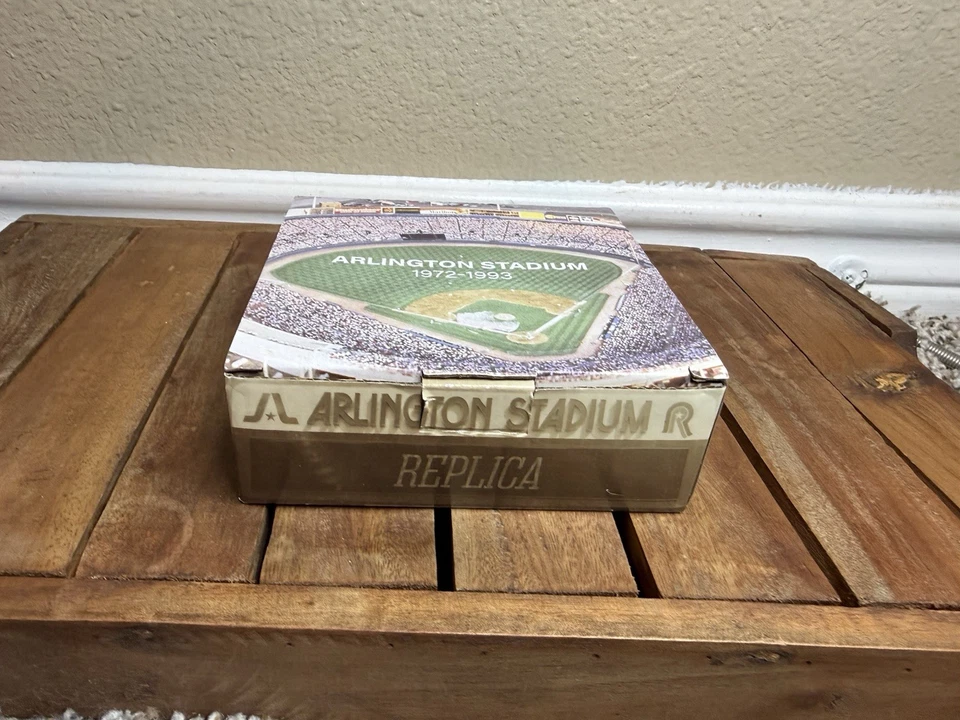 ARLINGTON STADIUM
1972-1993
ARLINGTON STADIUM R
REPLICA